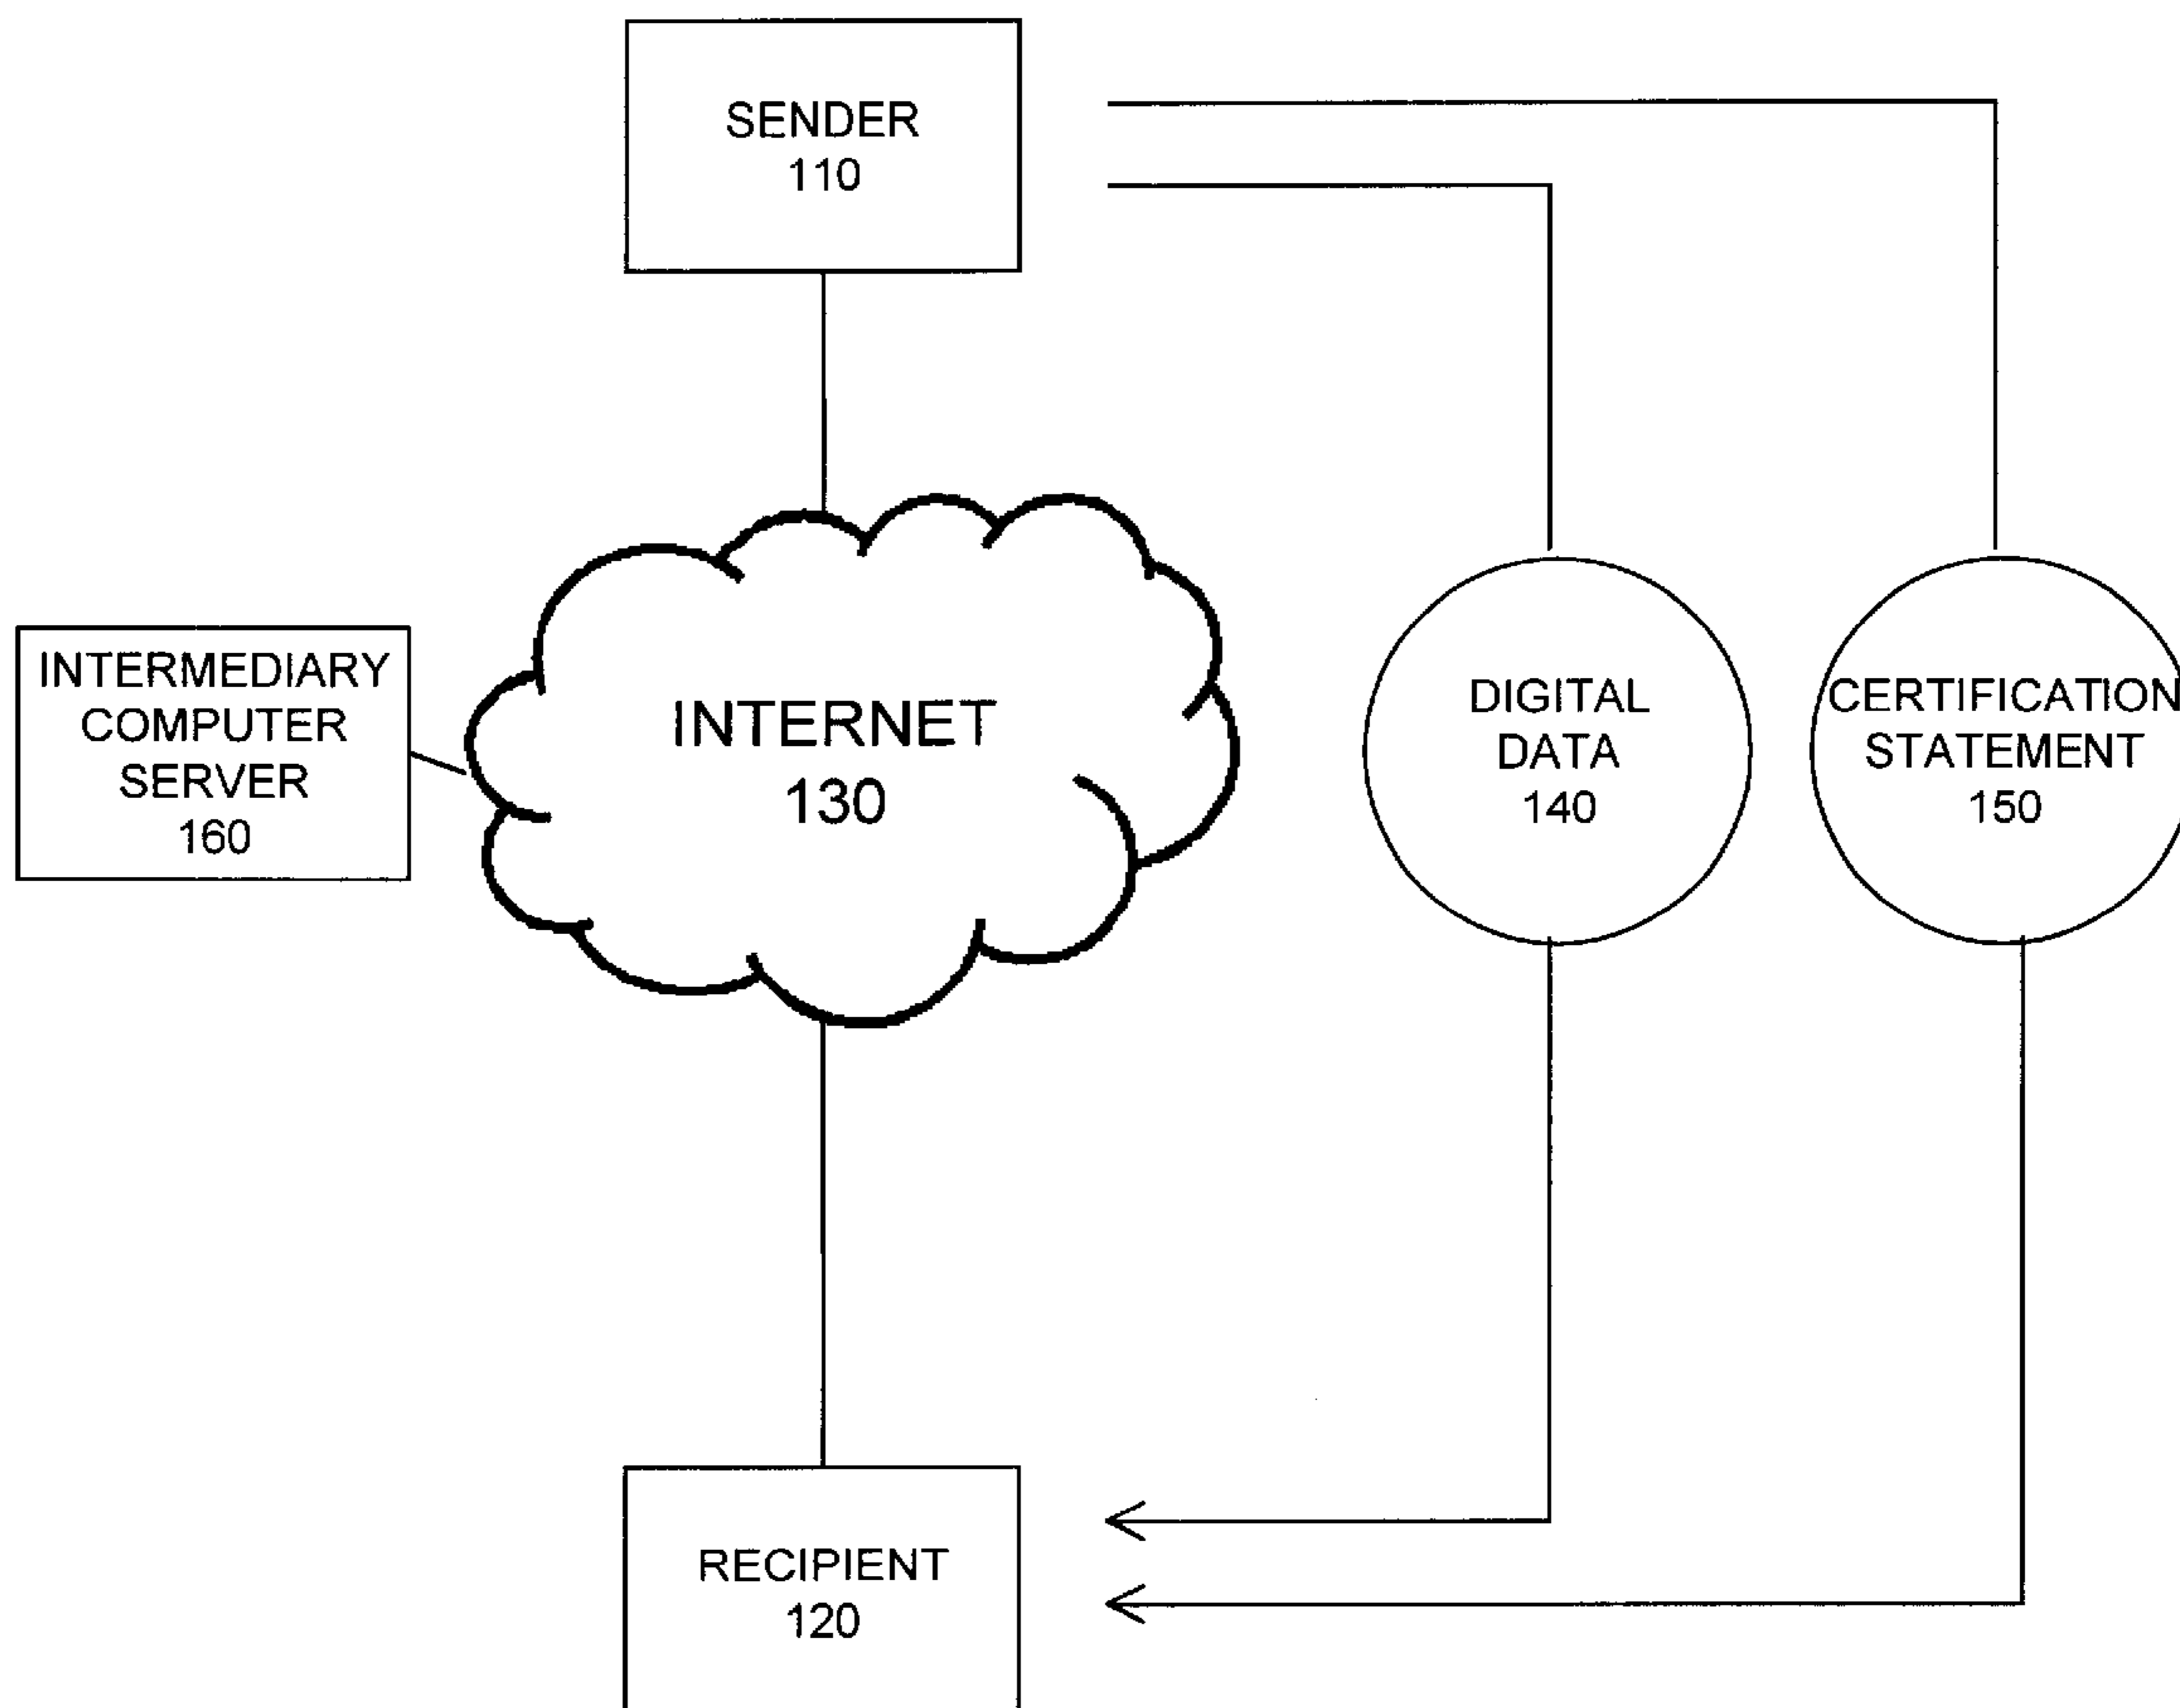 SENDER
110
INTERMEDIARY
COMPUTER
SERVER
160
INTERNET
130
DIGITAL
DATA
140
CERTIFICATION
STATEMENT
150
RECIPIENT
120